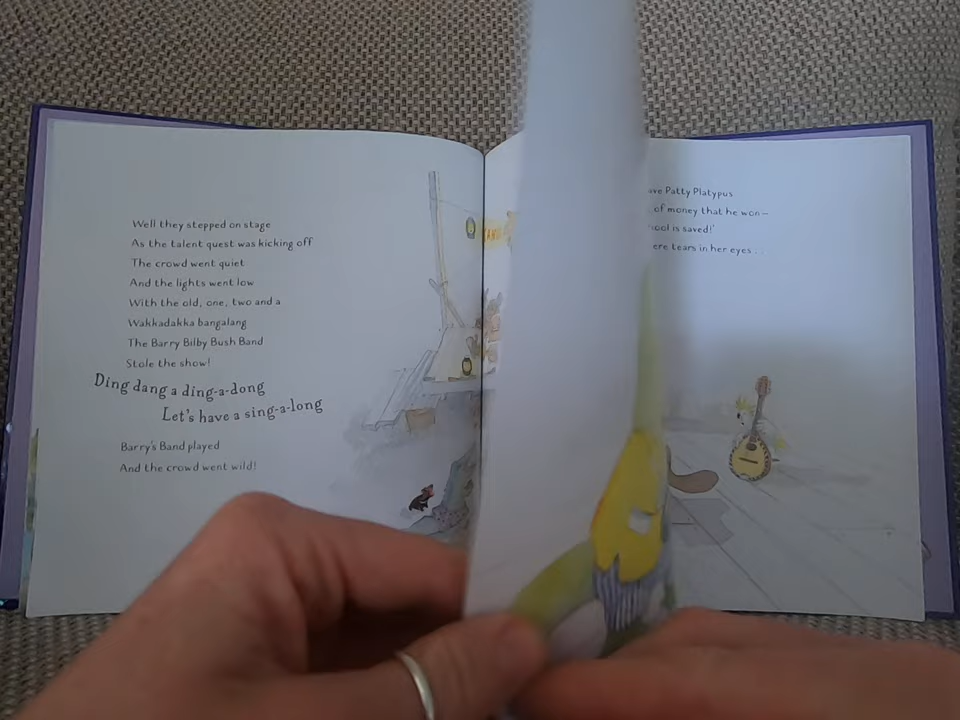 Well they stepped on stage
As the talent quest was kicking off
The crowd went quiet
And the lights went low
With the old, one, two and a
Wakkadakka bangalang
The Barry Bilby Bush Band
Stole the show!
Ding dang a ding-a-dong
Let's have a sing-a-long
Barry's Band played
And the crowd went wild!
Patty Platypus
of money that he won—
is saved!'
tears in her eyes...